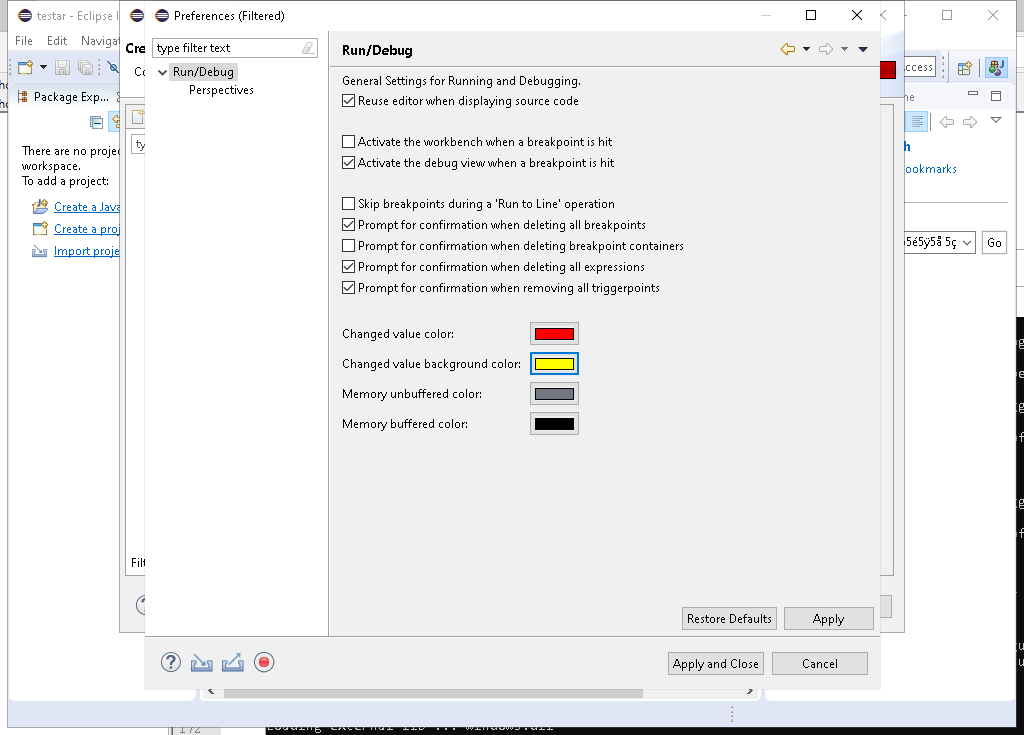 testar - Eclipse I
Preferences (Filtered)
File Edit Navigat
Cre
type filter text
Run/Debug
Co
Run/Debug
Perspectives
General Settings for Running and Debugging.
Reuse editor when displaying source code
ccess
Package Exp...
Activate the workbench when a breakpoint is hit
Activate the debug view when a breakpoint is hit
There are no projec
workspace.
To add a project:
ty
ookmarks
Create a Java
Create a proj
Import proje
Skip breakpoints during a 'Run to Line' operation
Prompt for confirmation when deleting all breakpoints
Prompt for confirmation when deleting breakpoint containers
Prompt for confirmation when deleting all expressions
Prompt for confirmation when removing all triggerpoints
5é5ÿ5å 5ç
Go
Changed value color:
Changed value background color:
Memory unbuffered color:
Memory buffered color:
Filt
Restore Defaults
Apply
Apply and Close
Cancel
172
Loading external lib ... windows.dll